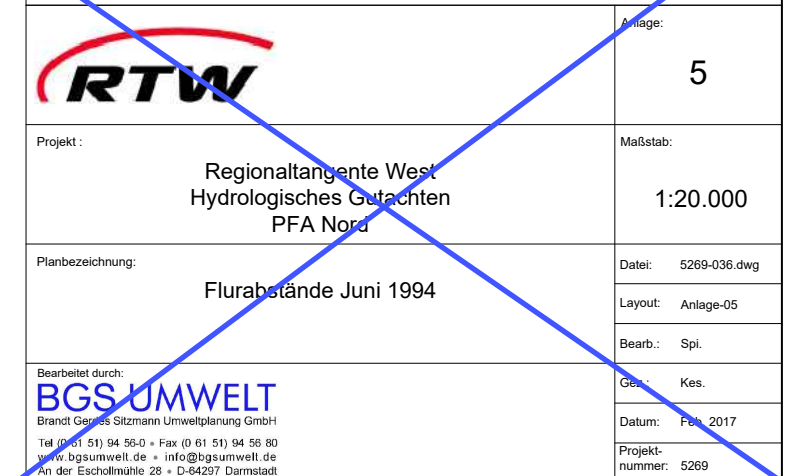 RTW
Anlage:
5
Projekt :
Regionaltangente West
Hydrologisches Gutachten
PFA Nord
Maßstab:
1:20.000
Planbezeichnung:
Flurabstände Juni 1994
Datei: 5269-036.dwg
Layout: Anlage-05
Bearb.: Spi.
Gez.: Kes.
Datum: Feb. 2017
Projekt-
nummer: 5269
Bearbeitet durch:
BGS UMWELT
Brandt Gerdes Sitzmann Umweltplanung GmbH
Tel (0 61 51) 94 56-0 • Fax (0 61 51) 94 56 80
www.bgsumwelt.de • info@bgsumwelt.de
An der Eschollmühle 28 • D-64297 Darmstadt